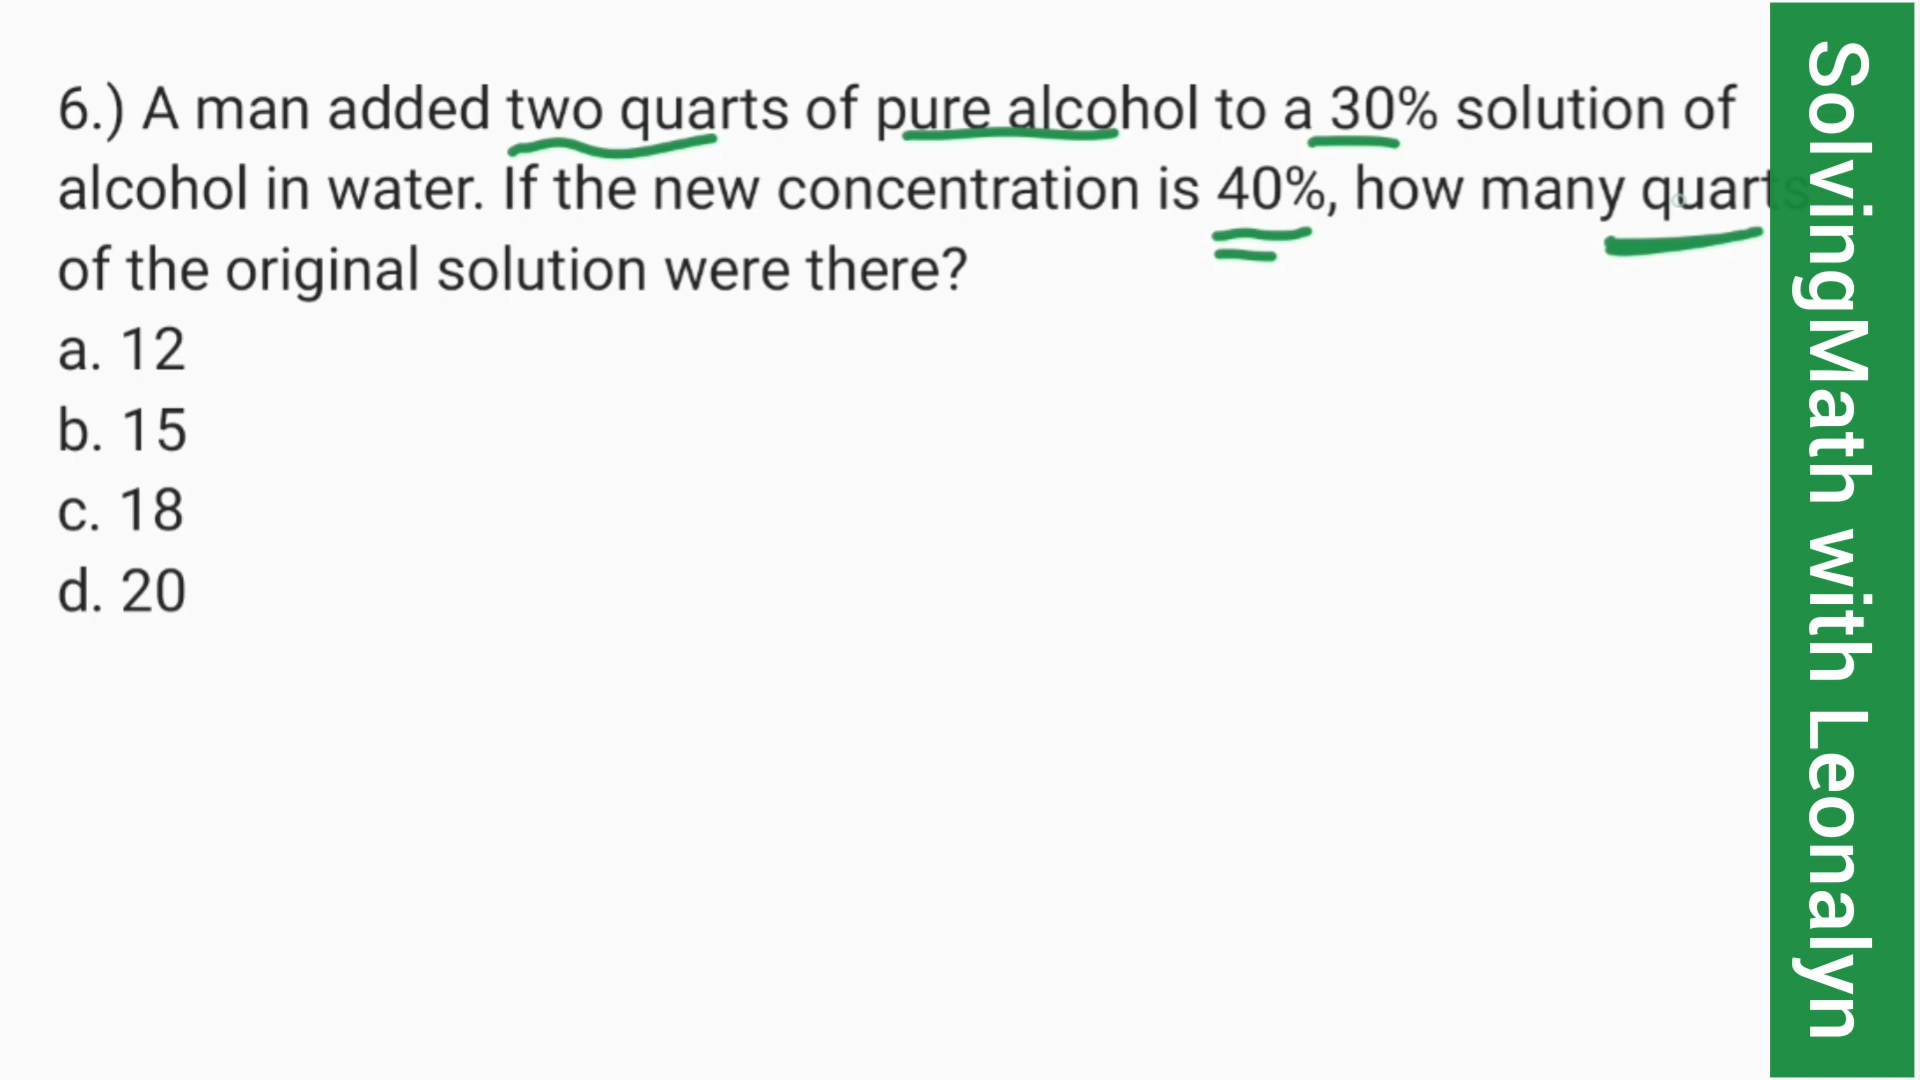 6.) A man added two quarts of pure alcohol to a 30% solution of
alcohol in water. If the new concentration is 40%, how many quarts
of the original solution were there?
a. 12
b. 15
c. 18
d. 20
SolvingMath with Leonalyn